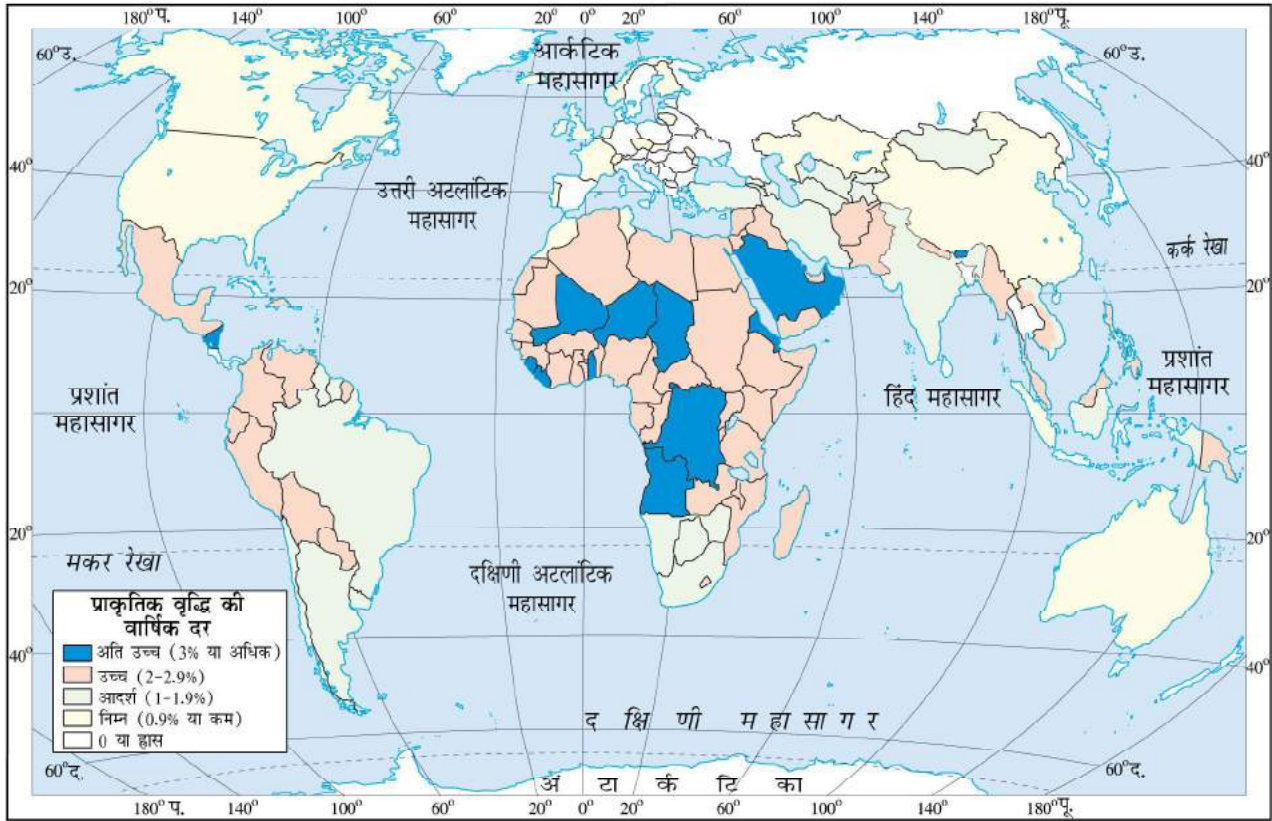 180°प. 140° 100° 60° 20° 0° 20° 60° 100° 140° 180°पू.
60°उ.
60°उ.
आर्कटिक
महासागर
40°
40°
उत्तरी अटलांटिक
महासागर
कर्क रेखा
20°
20°
प्रशांत
महासागर
हिंद महासागर
प्रशांत
महासागर
20°
20°
मकर रेखा
दक्षिणी अटलांटिक
महासागर
प्राकृतिक वृद्धि की
वार्षिक दर
अति उच्च (3% या अधिक)
उच्च (2-2.9%)
आदर्श (1-1.9%)
निम्न (0.9% या कम)
0 या ह्रास
40°
40°
द क्षि णी म हा सा ग र
60°द.
60°द.
अं टा र्क टि का
180°प. 140° 100° 60° 20° 0° 20° 60° 100° 140° 180°पू.